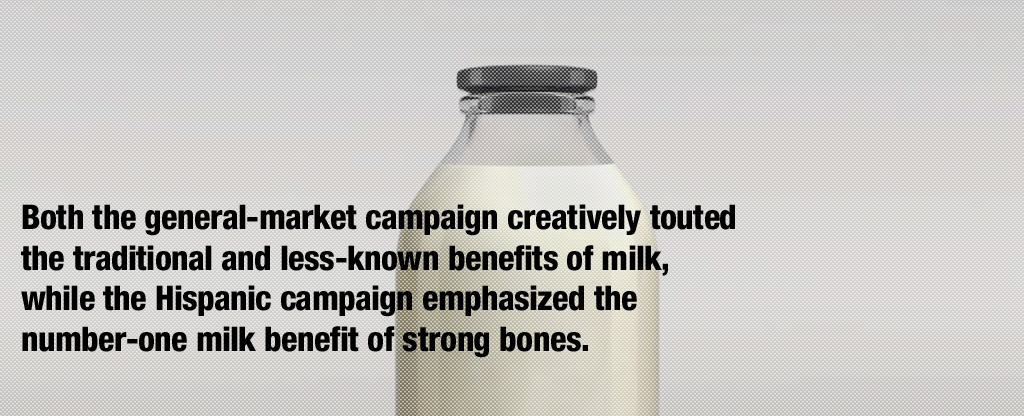 Both the general-market campaign creatively touted
the traditional and less-known benefits of milk,
while the Hispanic campaign emphasized the
number-one milk benefit of strong bones.